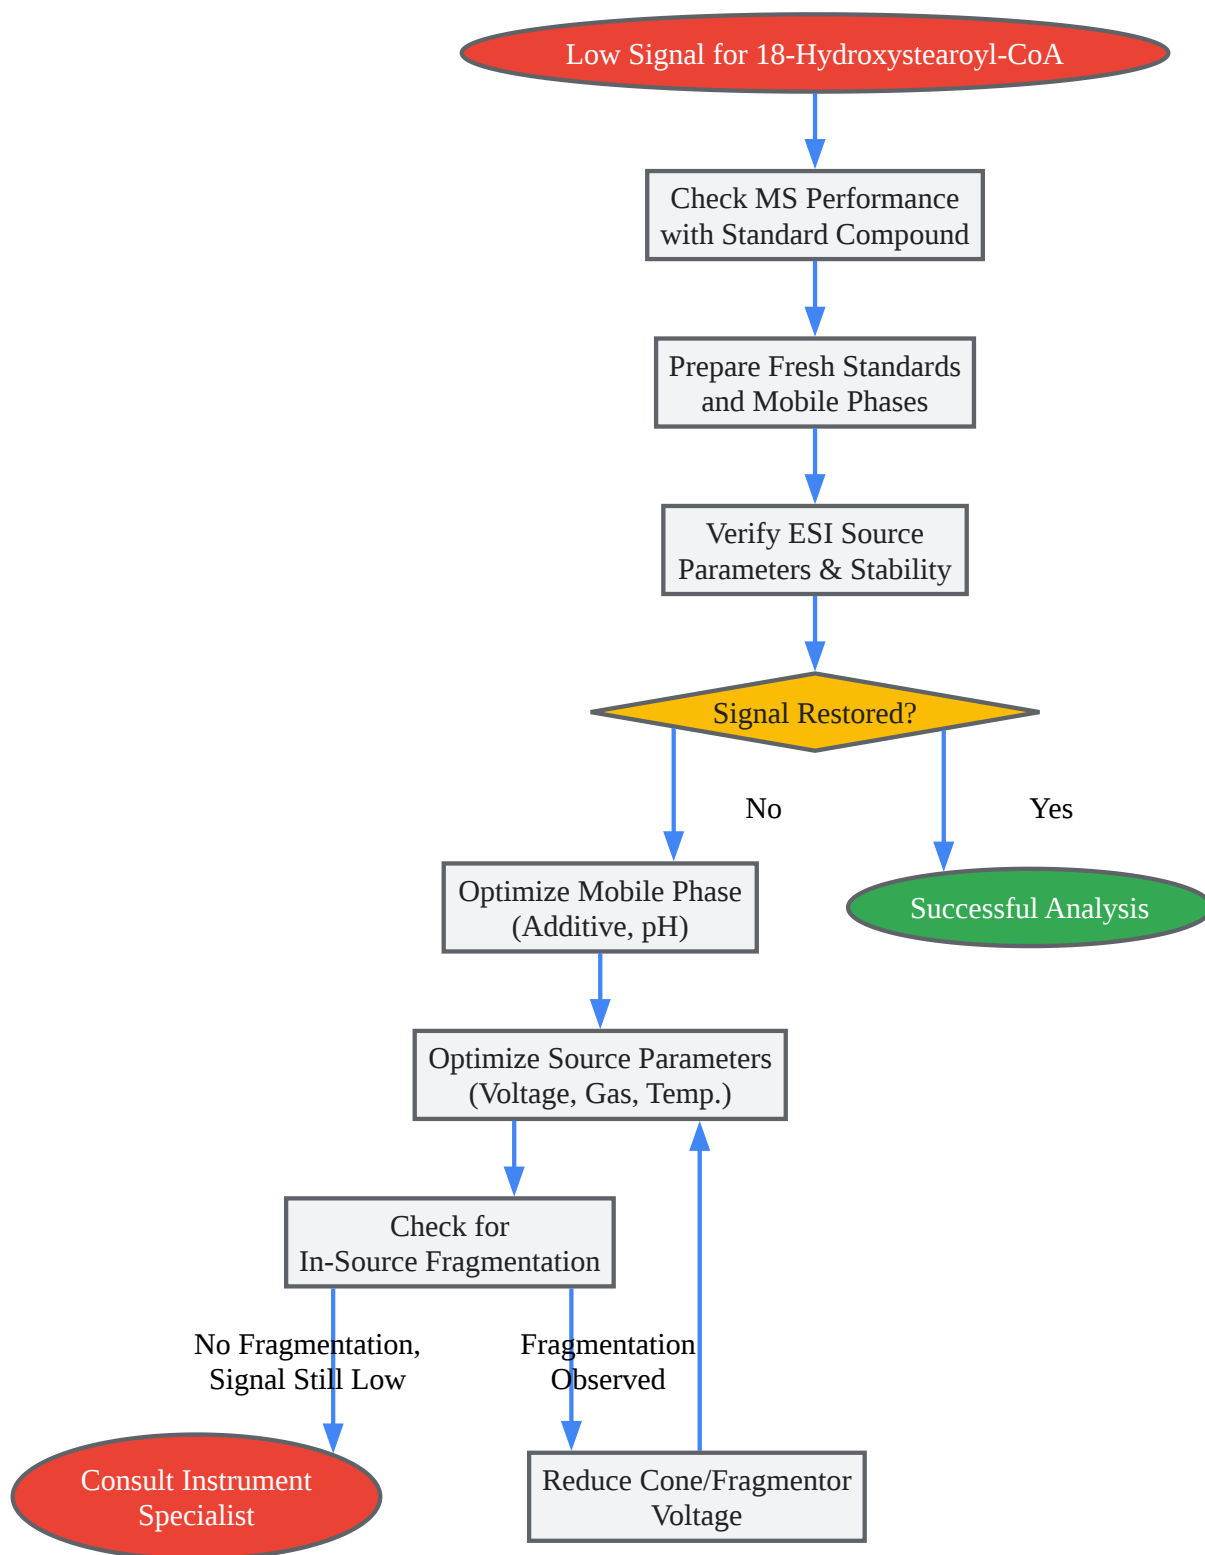 Low Signal for 18-Hydroxystearoyl-CoA
Check MS Performance
with Standard Compound
Prepare Fresh Standards
and Mobile Phases
Verify ESI Source
Parameters & Stability
Signal Restored?
No
Yes
Optimize Mobile Phase
(Additive, pH)
Successful Analysis
Optimize Source Parameters
(Voltage, Gas, Temp.)
Check for
In-Source Fragmentation
No Fragmentation,
Signal Still Low
Fragmentation
Observed
Consult Instrument
Specialist
Reduce Cone/Fragmentor
Voltage